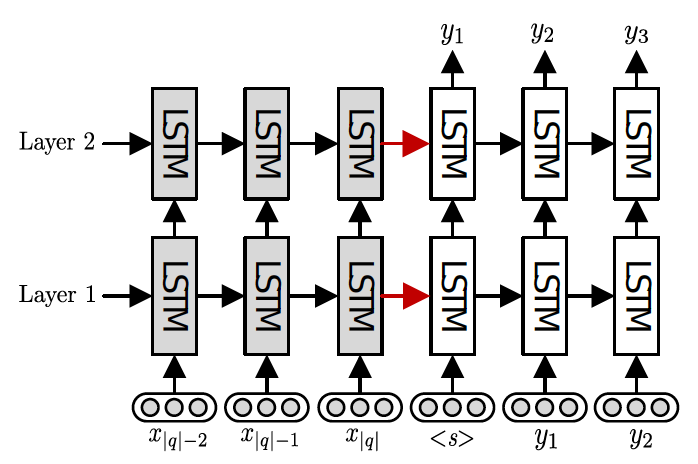 y₁ y₂ y₃
Layer 2 LSTM LSTM LSTM LSTM LSTM LSTM
Layer 1 LSTM LSTM LSTM LSTM LSTM LSTM
x|q|−2 x|q|−1 x|q| <s> y₁ y₂